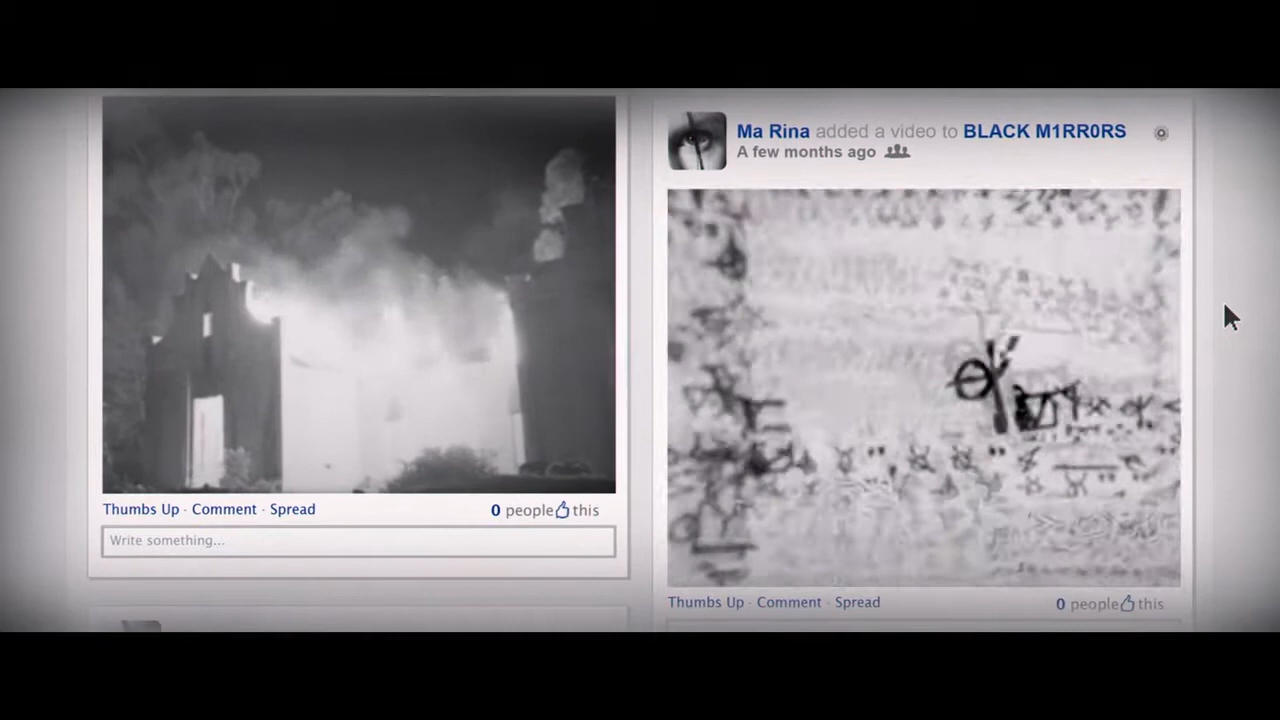 Thumbs Up · Comment · Spread
0 people this
Write something...
Ma Rina added a video to BLACK M1RR0RS
A few months ago
Thumbs Up · Comment · Spread
0 people this